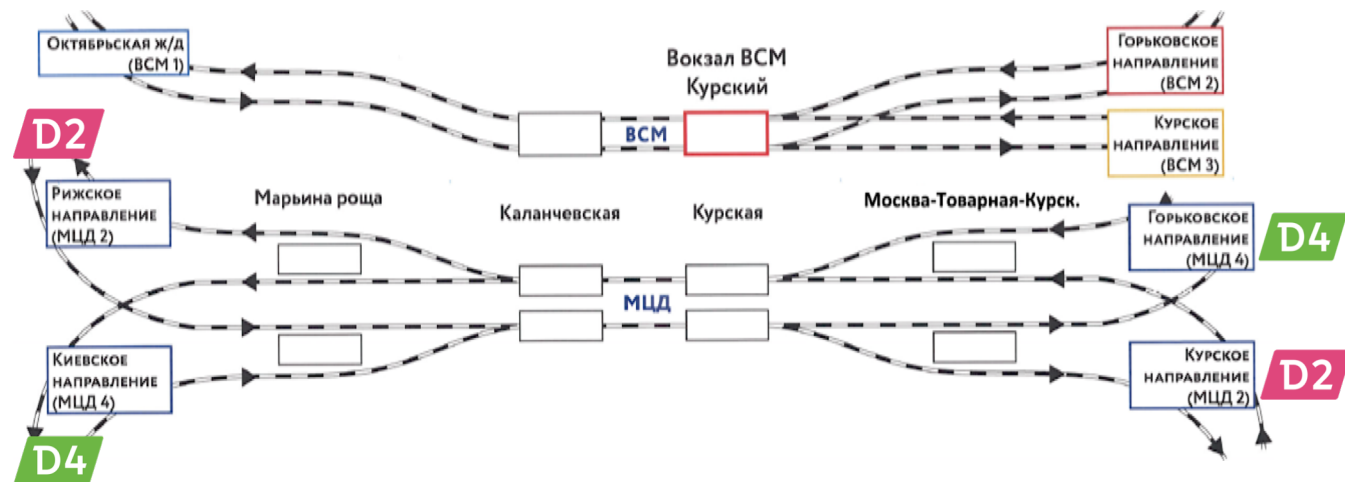 Октябрьская ж/д
(ВСМ 1)
Вокзал ВСМ
Курский
Горьковское
направление
(ВСМ 2)
ВСМ
Курское
направление
(ВСМ 3)
D2
Рижское
направление
(МЦД 2)
Марьина роща
Каланчевская
Курская
Москва-Товарная-Курск.
Горьковское
направление
(МЦД 4)
D4
МЦД
Киевское
направление
(МЦД 4)
D4
Курское
направление
(МЦД 2)
D2